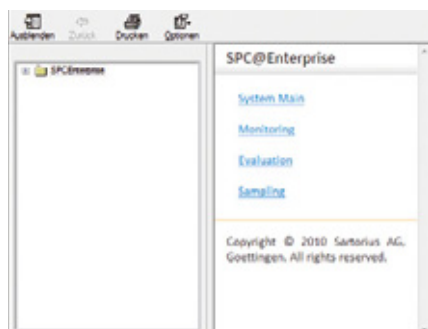 Ausblenden Zurück Drucken Optionen
SPCEnterprise
SPC@Enterprise
System Main
Monitoring
Evaluation
Sampling
Copyright © 2010 Sartorius AG,
Goettingen. All rights reserved.